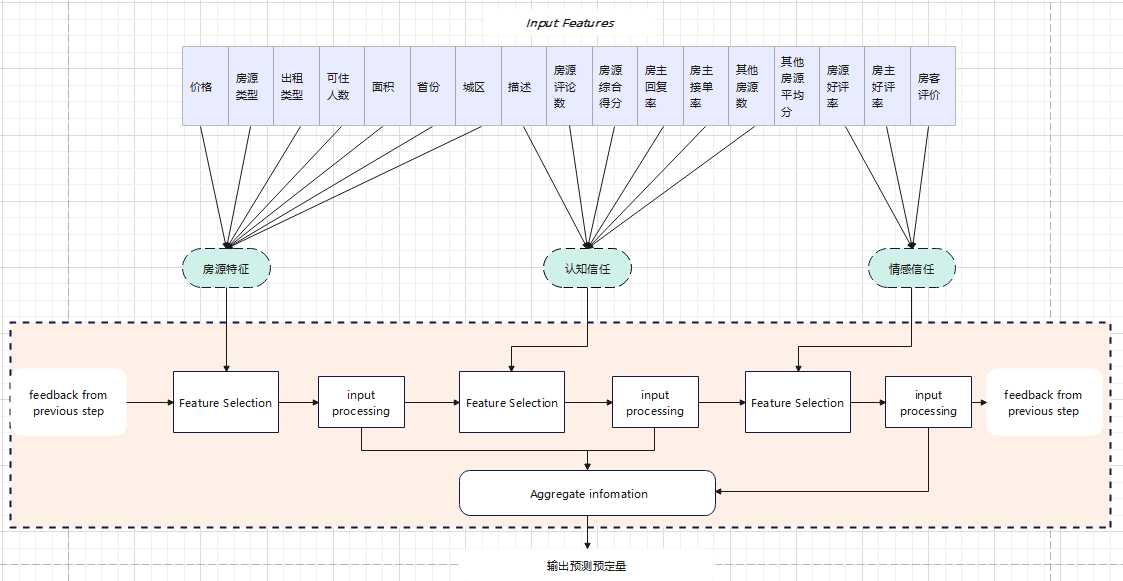 Input Features
价格
房源
类型
出租
类型
可住
人数
面积
省份
城区
描述
房源
评论
数
房源
综合
得分
房主
回复
率
房主
接单
率
其他
房源
数
其他
房源
平均
分
房源
好评
率
房主
好评
率
房客
评价
房源特征
认知信任
情感信任
feedback from
previous step
Feature Selection
input
processing
Feature Selection
input
processing
Feature Selection
input
processing
feedback from
previous step
Aggregate infomation
输出预测预定量